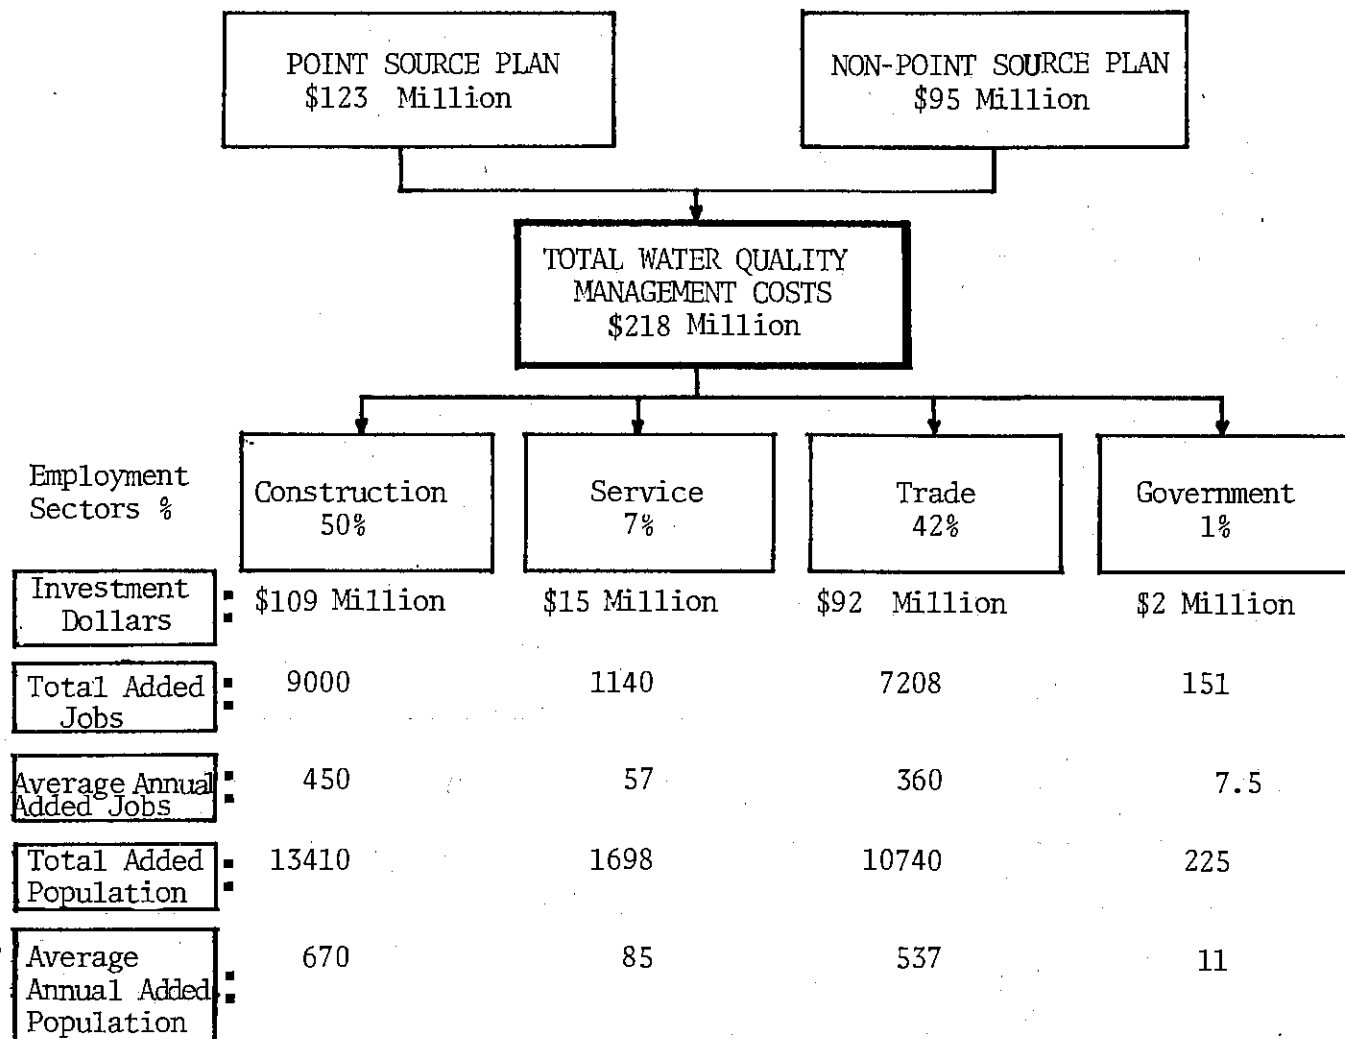 POINT SOURCE PLAN
$123 Million
NON-POINT SOURCE PLAN
$95 Million
TOTAL WATER QUALITY
MANAGEMENT COSTS
$218 Million
Employment
Sectors %
Construction
50%
Service
7%
Trade
42%
Government
1%
Investment
Dollars
: $109 Million $15 Million $92 Million $2 Million
Total Added
Jobs
: 9000 1140 7208 151
Average Annual
Added Jobs
: 450 57 360 7.5
Total Added
Population
: 13410 1698 10740 225
Average
Annual Added
Population
: 670 85 537 11